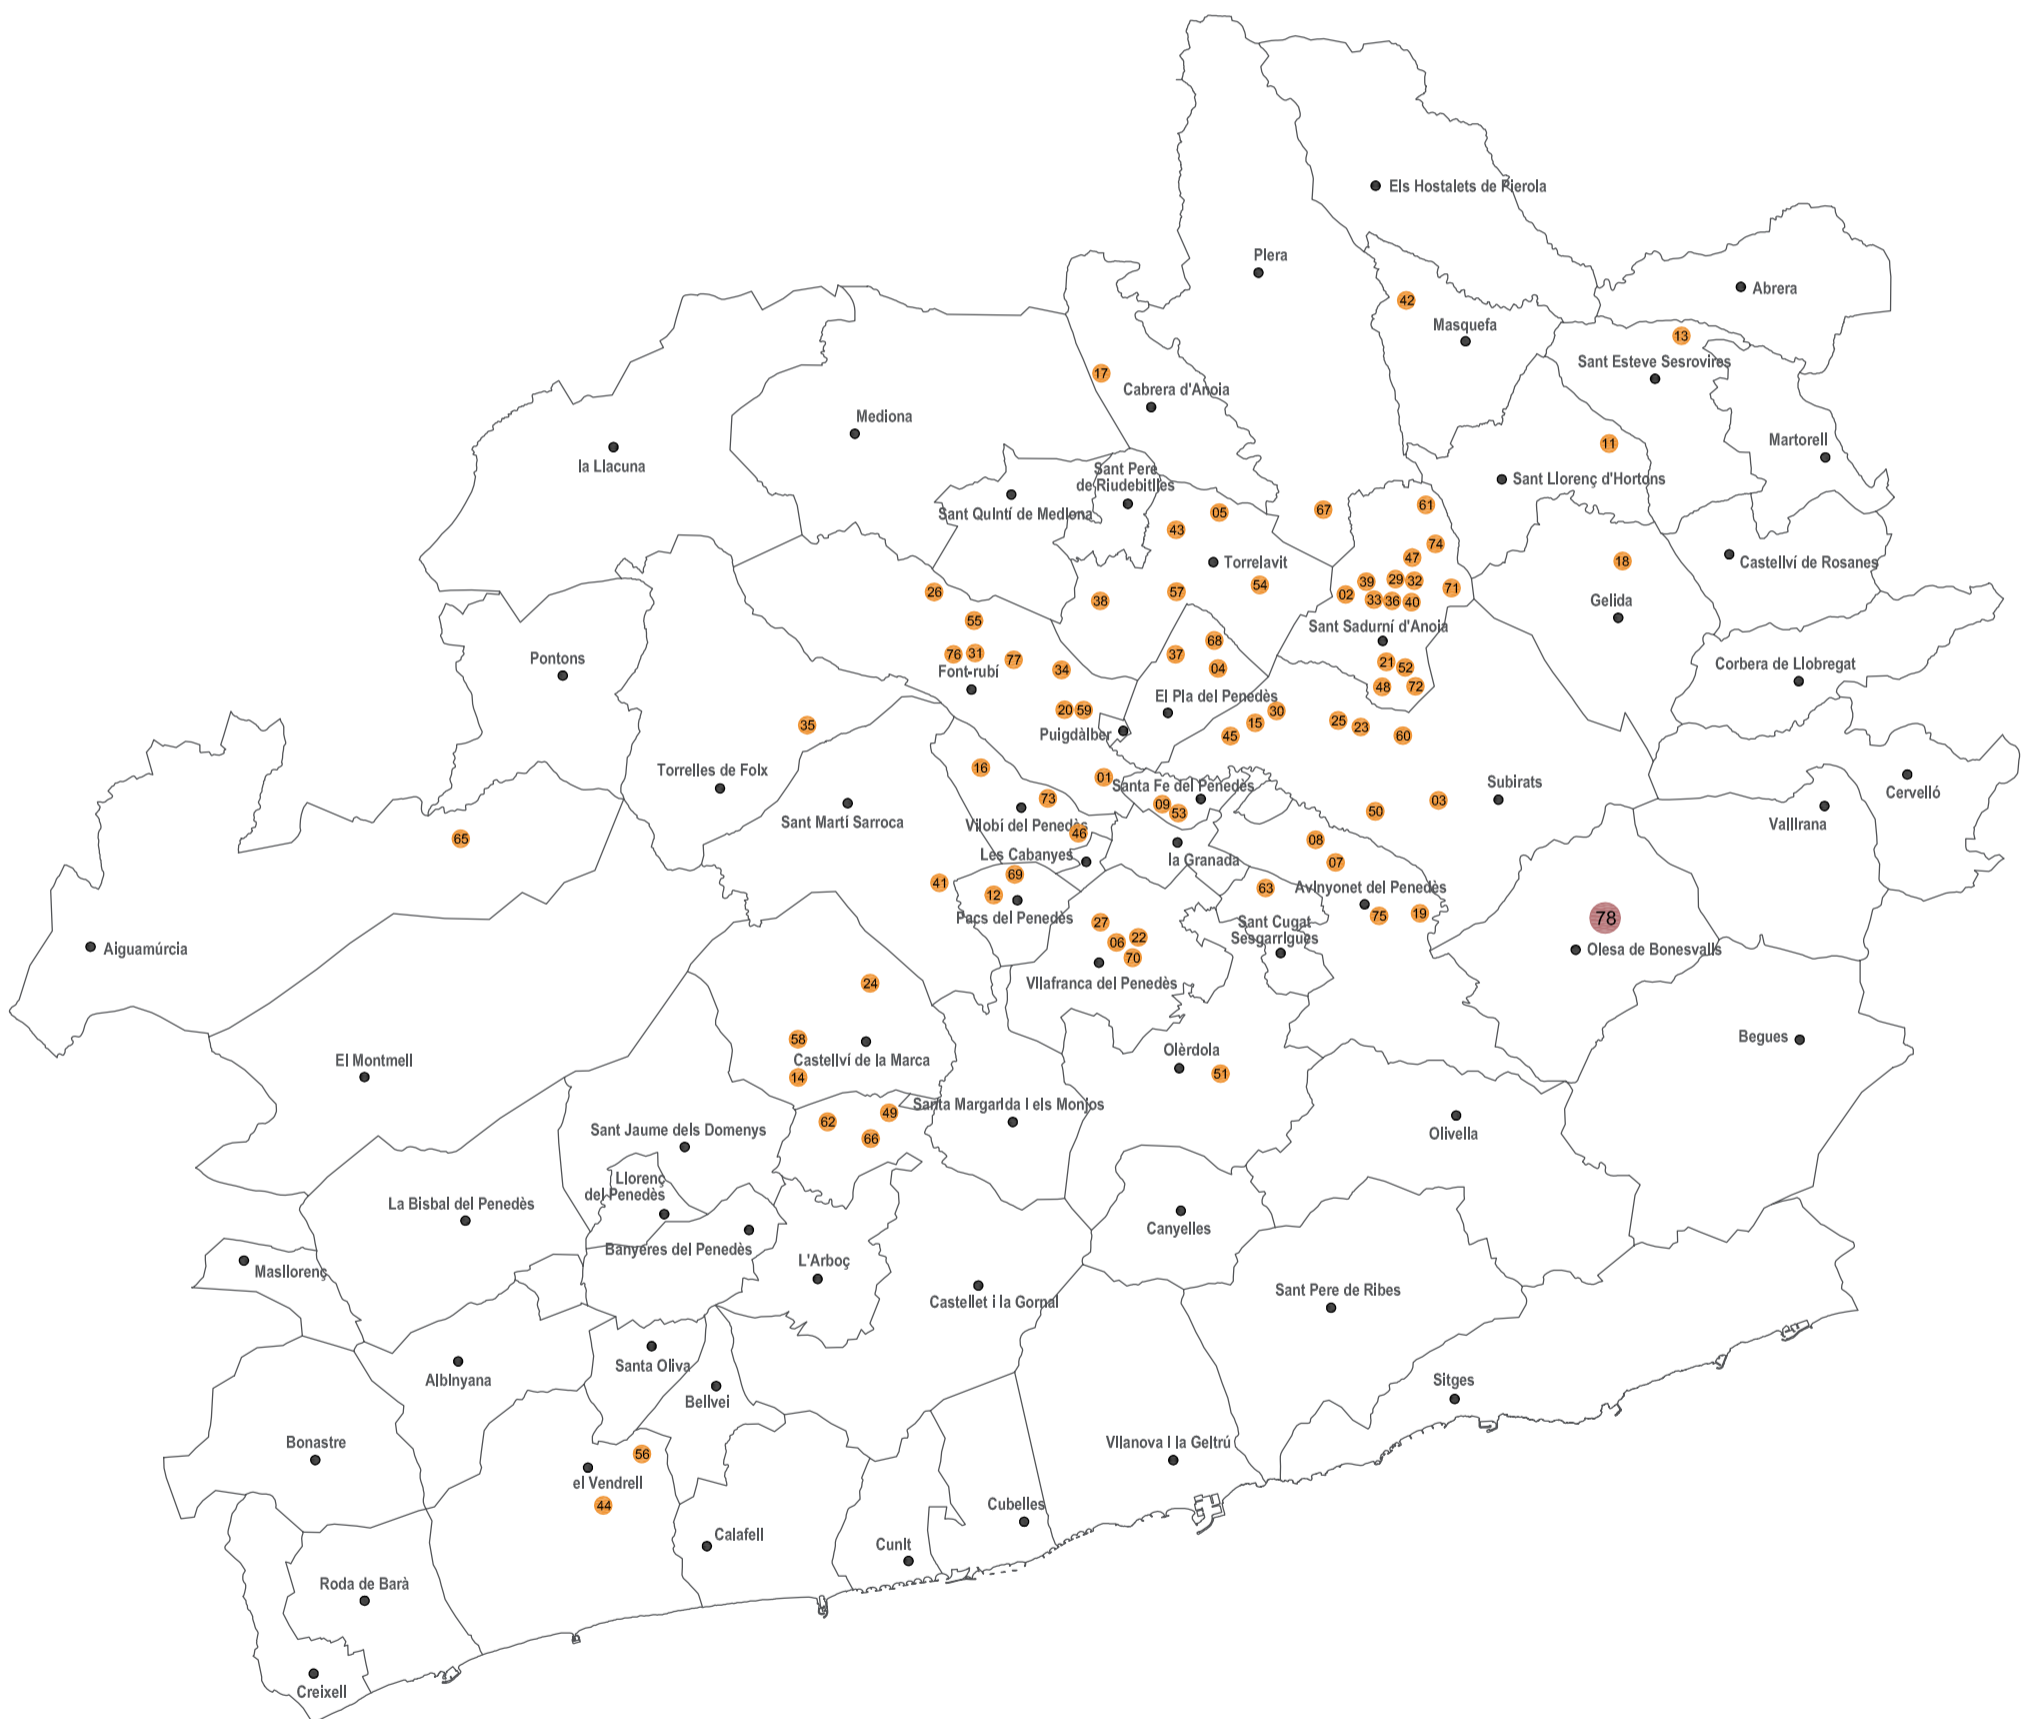 Els Hostalets de Pierola
Plera
Abrera
42
Masquefa
13
Sant Esteve Sesrovires
17
Cabrera d'Anoia
Mediona
Martorell
11
la Llacuna
Sant Pere
de Riudebitlles
Sant Llorenç d'Hortons
Sant QuIntí de MedIona
05
67
61
43
74
47
18
Castellví de Rosanes
Torrelavit
54
39
29
32
71
26
38
57
02
33
36
40
Gelida
55
Sant Sadurní d'Anoia
68
76
31
77
37
04
34
21
52
Corbera de Llobregat
Pontons
Font-rubí
48
72
El Pla del Penedès
20
59
30
15
25
23
60
45
35
Puigdàlber
Torrelles de Folx
16
01
Santa Fe del Penedès
Subirats
Cervelló
73
09
53
50
03
Sant Martí Sarroca
Vilobí del Penedès
46
Valllrana
65
08
Les Cabanyes
la Granada
07
69
41
12
63
AvInyonet del Penedès
Pacs del Penedès
75
19
78
27
Sant Cugat
Sesgarrigues
06
22
70
Aiguamúrcia
Olesa de Bonesvalls
24
VIlafranca del Penedès
58
Begues
El Montmell
Castellví de la Marca
Olèrdola
51
14
49
Santa MargarIda I els Monjos
62
66
Sant Jaume dels Domenys
Olivella
Llorenç
del Penedès
La Bisbal del Penedès
Canyelles
Banyeres del Penedès
L'Arboç
Masllorenç
Castellet i la Gornal
Sant Pere de Ribes
Santa Oliva
AlbInyana
Bellvei
Sitges
Bonastre
VIlanova I la Geltrú
56
el Vendrell
44
Cubelles
Calafell
CunIt
Roda de Barà
Creixell